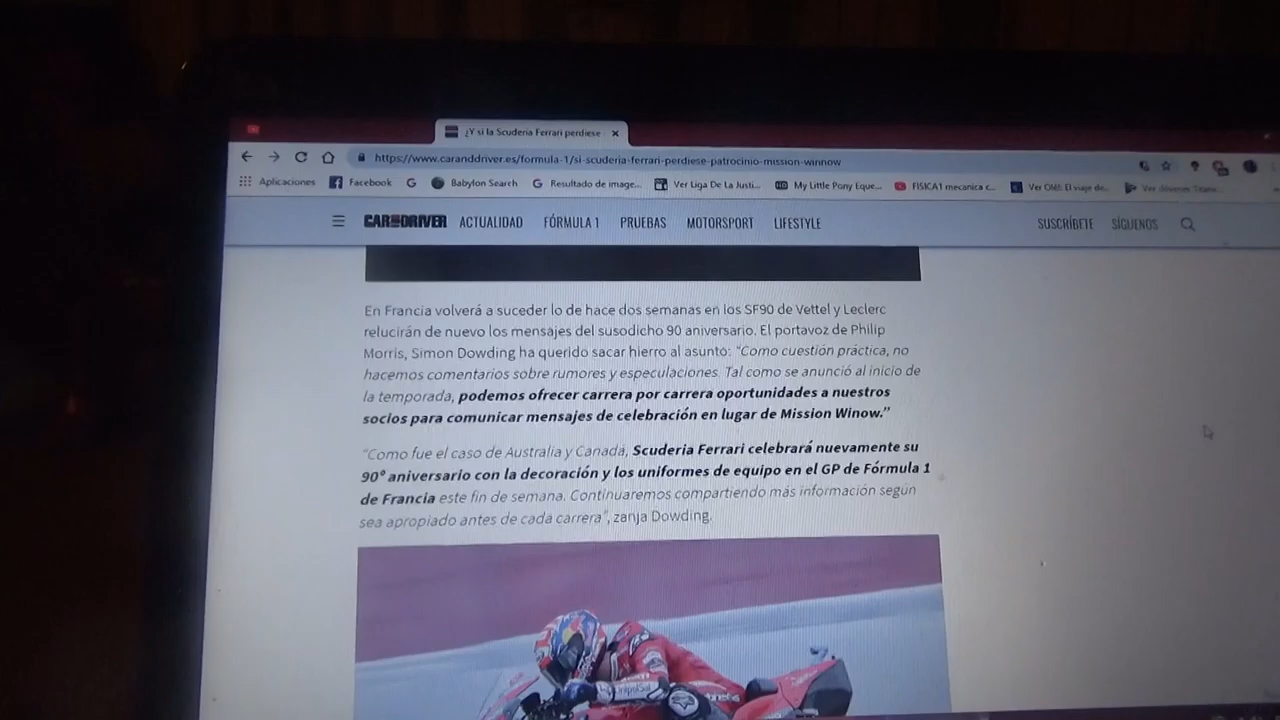 ¿Y si la Scuderia Ferrari perdiese
https://www.caranddriver.es/formula-1/si-scuderia-ferrari-perdiese-patrocinio-mission-winnow
Aplicaciones Facebook Babylon Search Resultado de image... Ver Liga De La Justi... My Little Pony Eque... FISICA1 mecanica c... Ver
CAR AND DRIVER ACTUALIDAD FÓRMULA 1 PRUEBAS MOTORSPORT LIFESTYLE SUSCRÍBETE SÍGUENOS
En Francia volverá a suceder lo de hace dos semanas en los SF90 de Vettel y Leclerc
relucirán de nuevo los mensajes del susodicho 90 aniversario. El portavoz de Philip
Morris, Simon Dowding ha querido sacar hierro al asunto: “Como cuestión práctica, no
hacemos comentarios sobre rumores y especulaciones. Tal como se anunció al inicio de
la temporada, podemos ofrecer carrera por carrera oportunidades a nuestros
socios para comunicar mensajes de celebración en lugar de Mission Winow.”
“Como fue el caso de Australia y Canadá, Scuderia Ferrari celebrará nuevamente su
90º aniversario con la decoración y los uniformes de equipo en el GP de Fórmula 1
de Francia este fin de semana. Continuaremos compartiendo más información según
sea apropiado antes de cada carrera”, zanja Dowding.